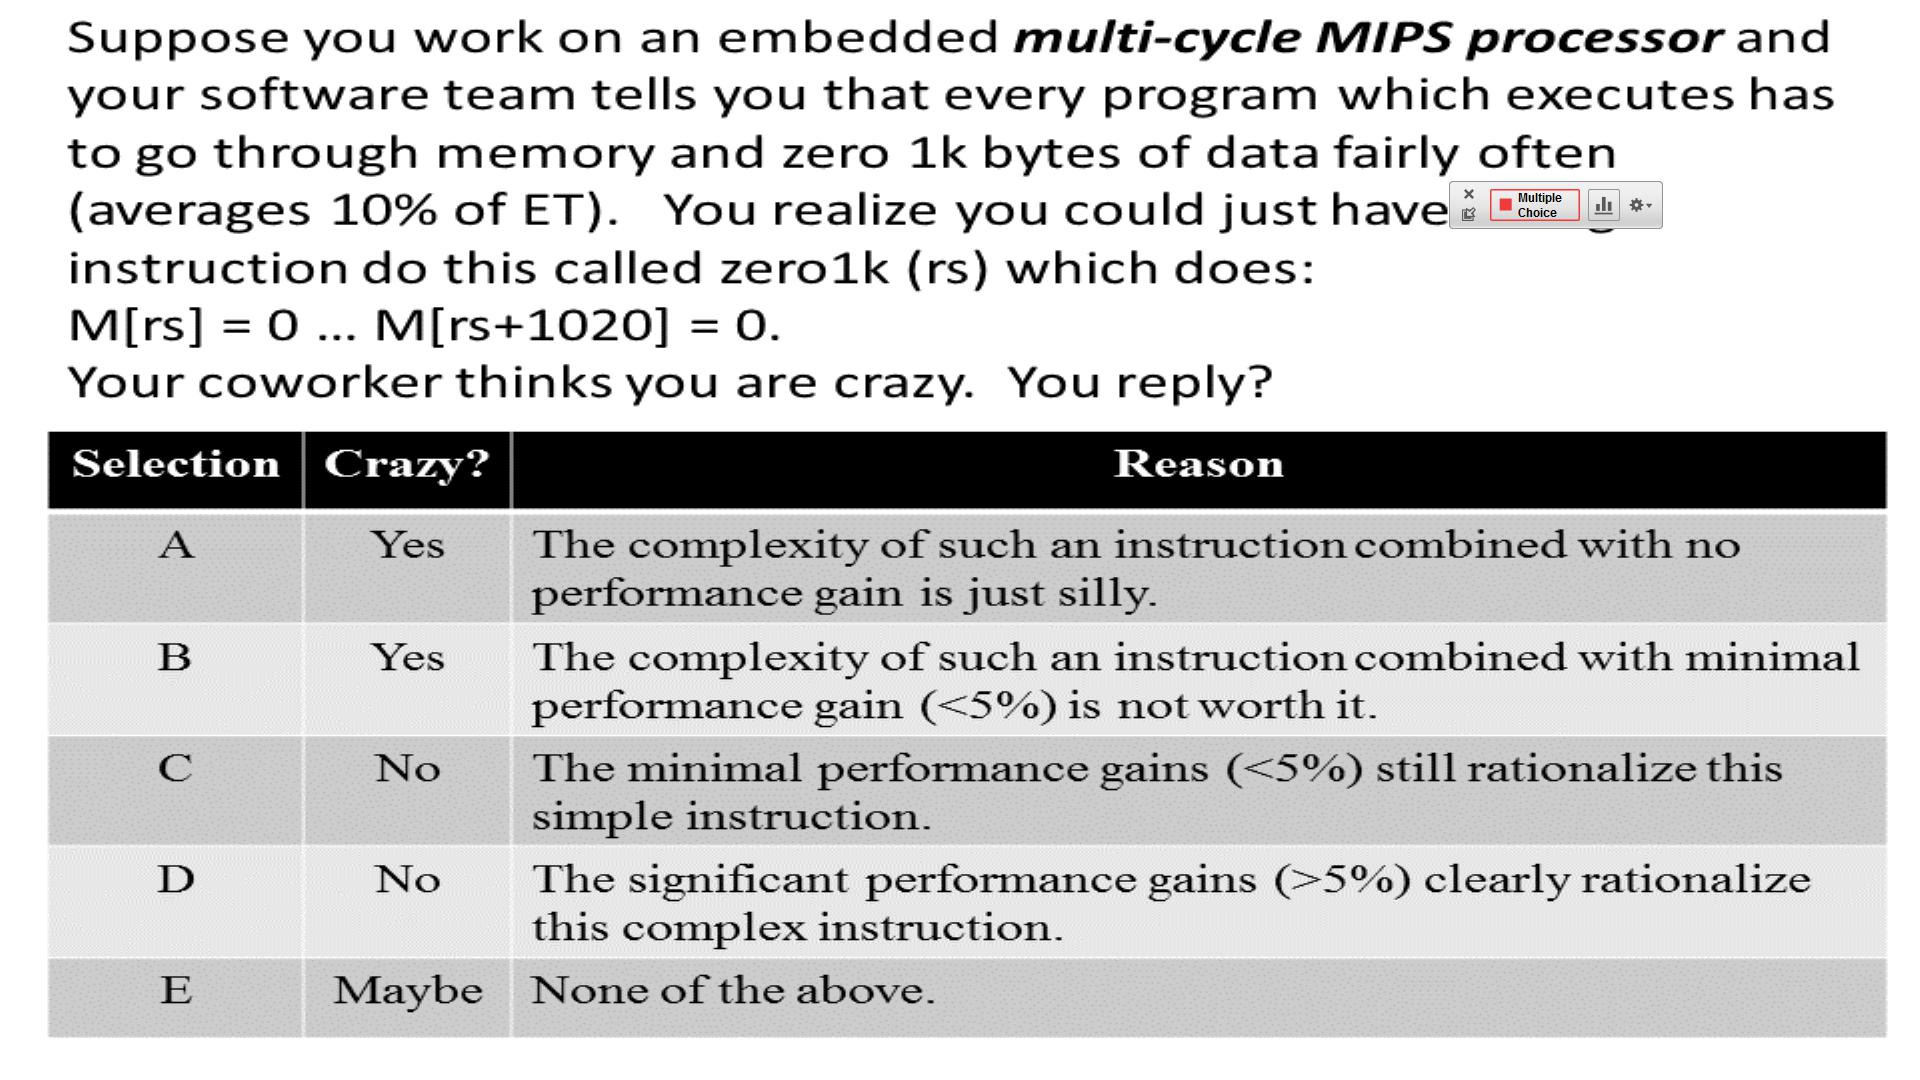 Suppose you work on an embedded multi-cycle MIPS processor and
your software team tells you that every program which executes has
to go through memory and zero 1k bytes of data fairly often
(averages 10% of ET). You realize you could just have
Multiple
Choice
instruction do this called zero1k (rs) which does:
M[rs] = 0 ... M[rs+1020] = 0.
Your coworker thinks you are crazy. You reply?
Selection Crazy? Reason
A Yes The complexity of such an instruction combined with no
performance gain is just silly.
B Yes The complexity of such an instruction combined with minimal
performance gain (<5%) is not worth it.
C No The minimal performance gains (<5%) still rationalize this
simple instruction.
D No The significant performance gains (>5%) clearly rationalize
this complex instruction.
E Maybe None of the above.